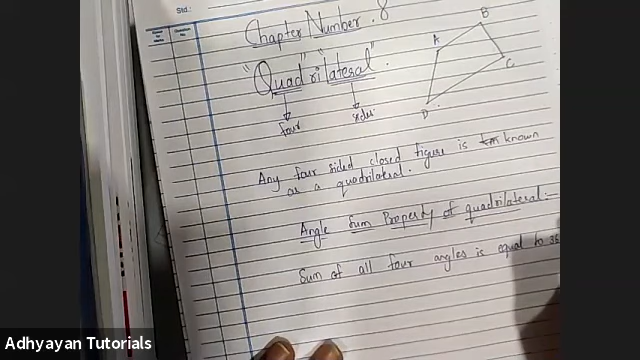 Std.:
Chapter Number. 8
"Quad" "rilateral".
four
sides
A
B
C
D
Any four sided closed figure is known
as a quadrilateral.
Angle Sum Property of quadrilateral:-
Sum of all four angles is equal to 36
Adhyayan Tutorials